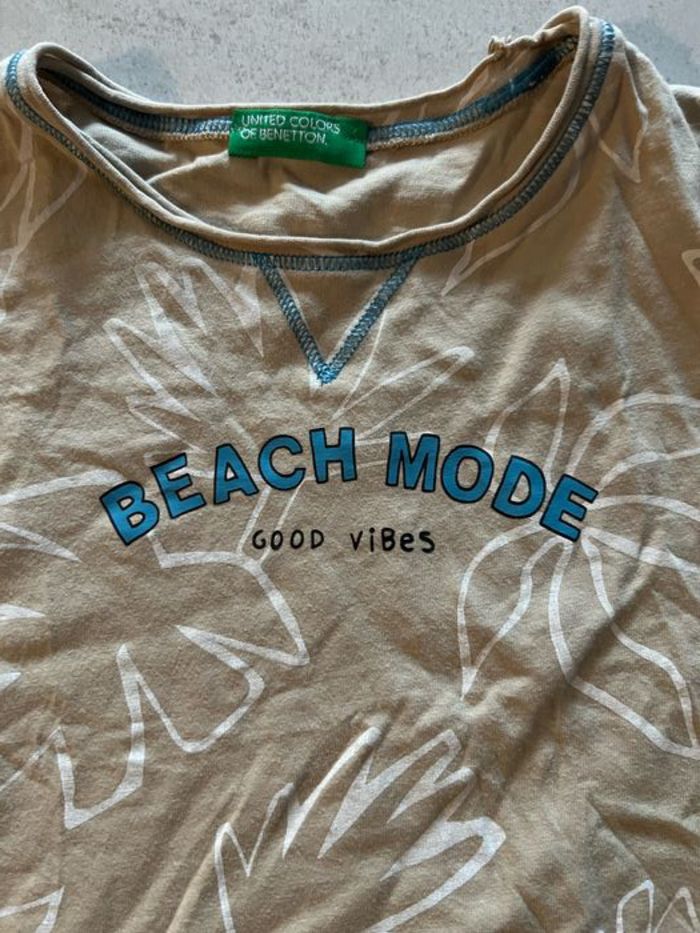 UNITED COLORS
OF BENETTON.
BEACH MODE
GOOD ViBes